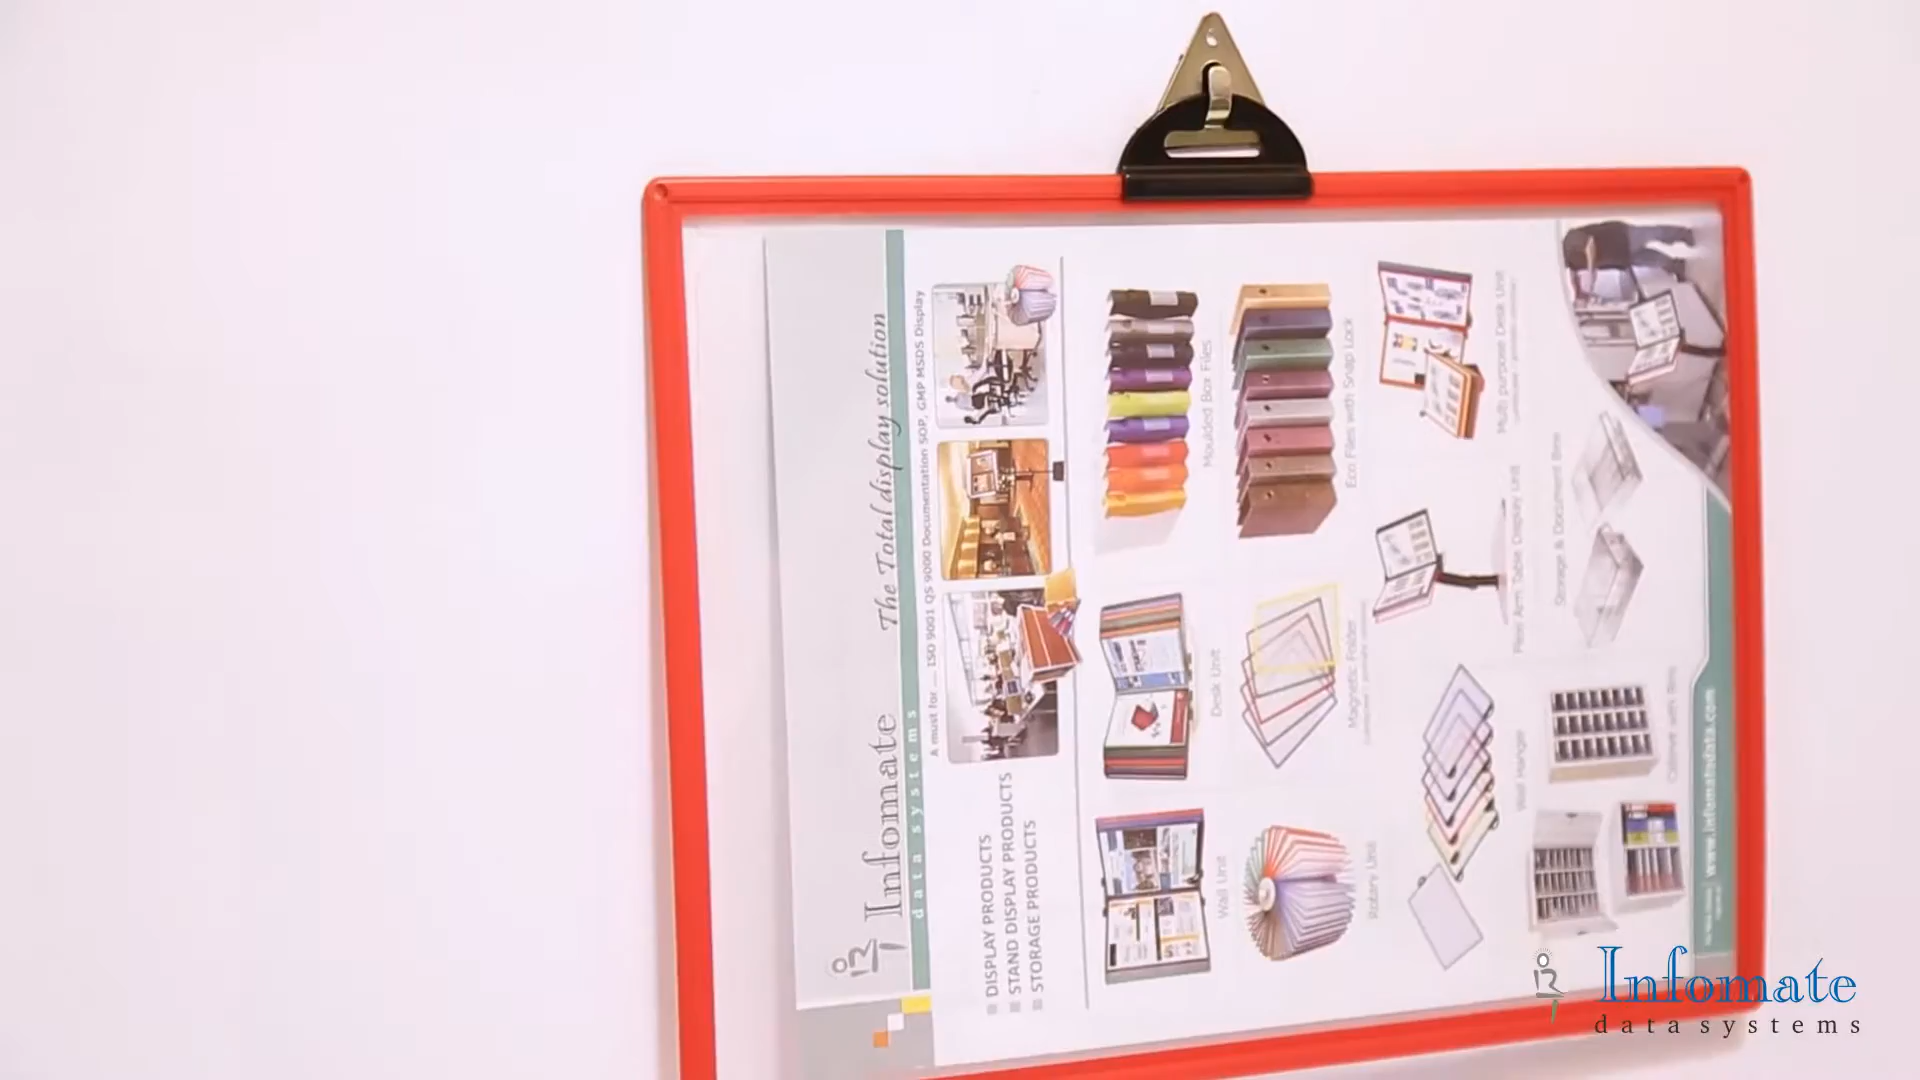 Infomate
data systems
The Total display solution
A must for — ISO 9001 QS 9000 Documentation SOP, GMP MSDS Display
DISPLAY PRODUCTS
STAND DISPLAY PRODUCTS
STORAGE PRODUCTS
Wall Unit
Desk Unit
Moulded Box Files
Rotary Unit
Magnetic Folder
Eco Files with Snap Lock
Wall Hanger
Flexi Arm Table Display Unit
Multi purpose Desk Unit
Cabinet with Bins
Storage & Document Bins
www.infomatedata.com
Infomate
data systems